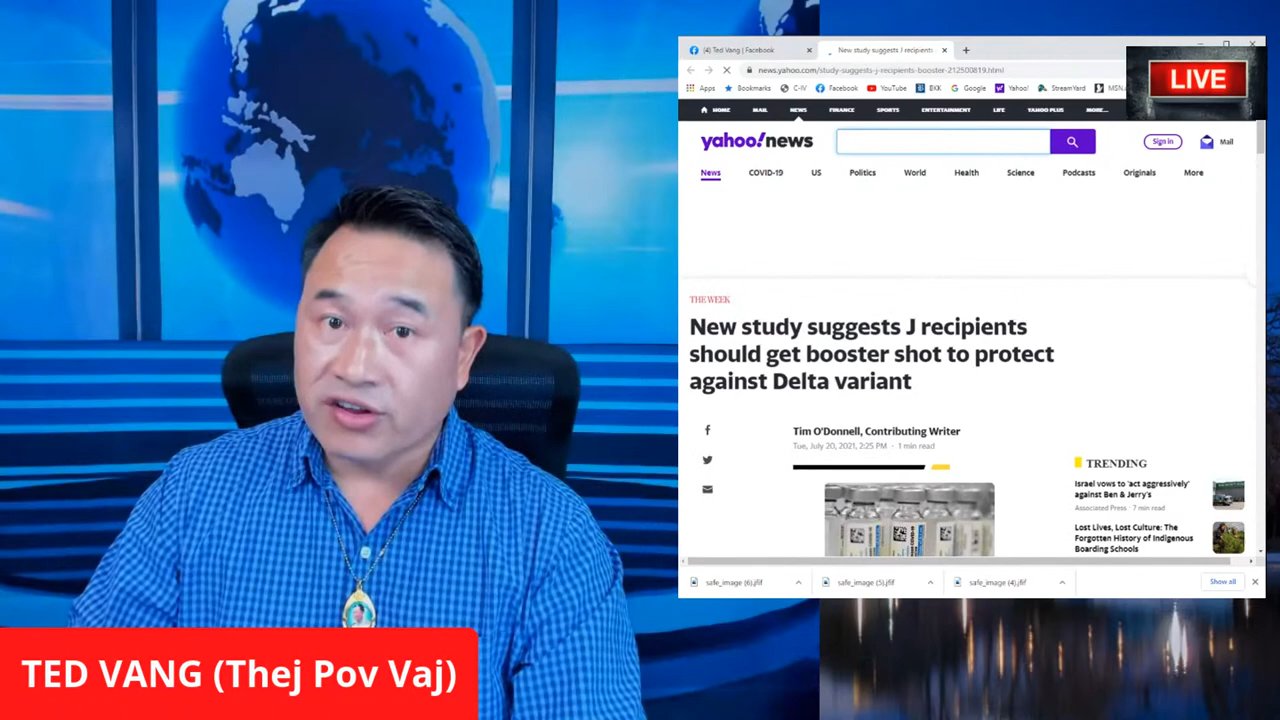 (4) Ted Vang | Facebook
New study suggests J recipients
news.yahoo.com/study-suggests-j-recipients-booster-212500819.html
Apps Bookmarks C-IV Facebook YouTube BKK Google Yahoo! StreamYard MSN
LIVE
HOME MAIL NEWS FINANCE SPORTS ENTERTAINMENT LIFE YAHOO PLUS MORE...
yahoo!news
Sign in
Mail
News COVID-19 US Politics World Health Science Podcasts Originals More
THE WEEK
New study suggests J recipients
should get booster shot to protect
against Delta variant
Tim O'Donnell, Contributing Writer
Tue, July 20, 2021, 2:25 PM · 1 min read
TRENDING
Israel vows to 'act aggressively'
against Ben & Jerry's
Associated Press · 7 min read
Lost Lives, Lost Culture: The
Forgotten History of Indigenous
Boarding Schools
safe_image (6).jfif
safe_image (5).jfif
safe_image (4).jfif
Show all
TED VANG (Thej Pov Vaj)